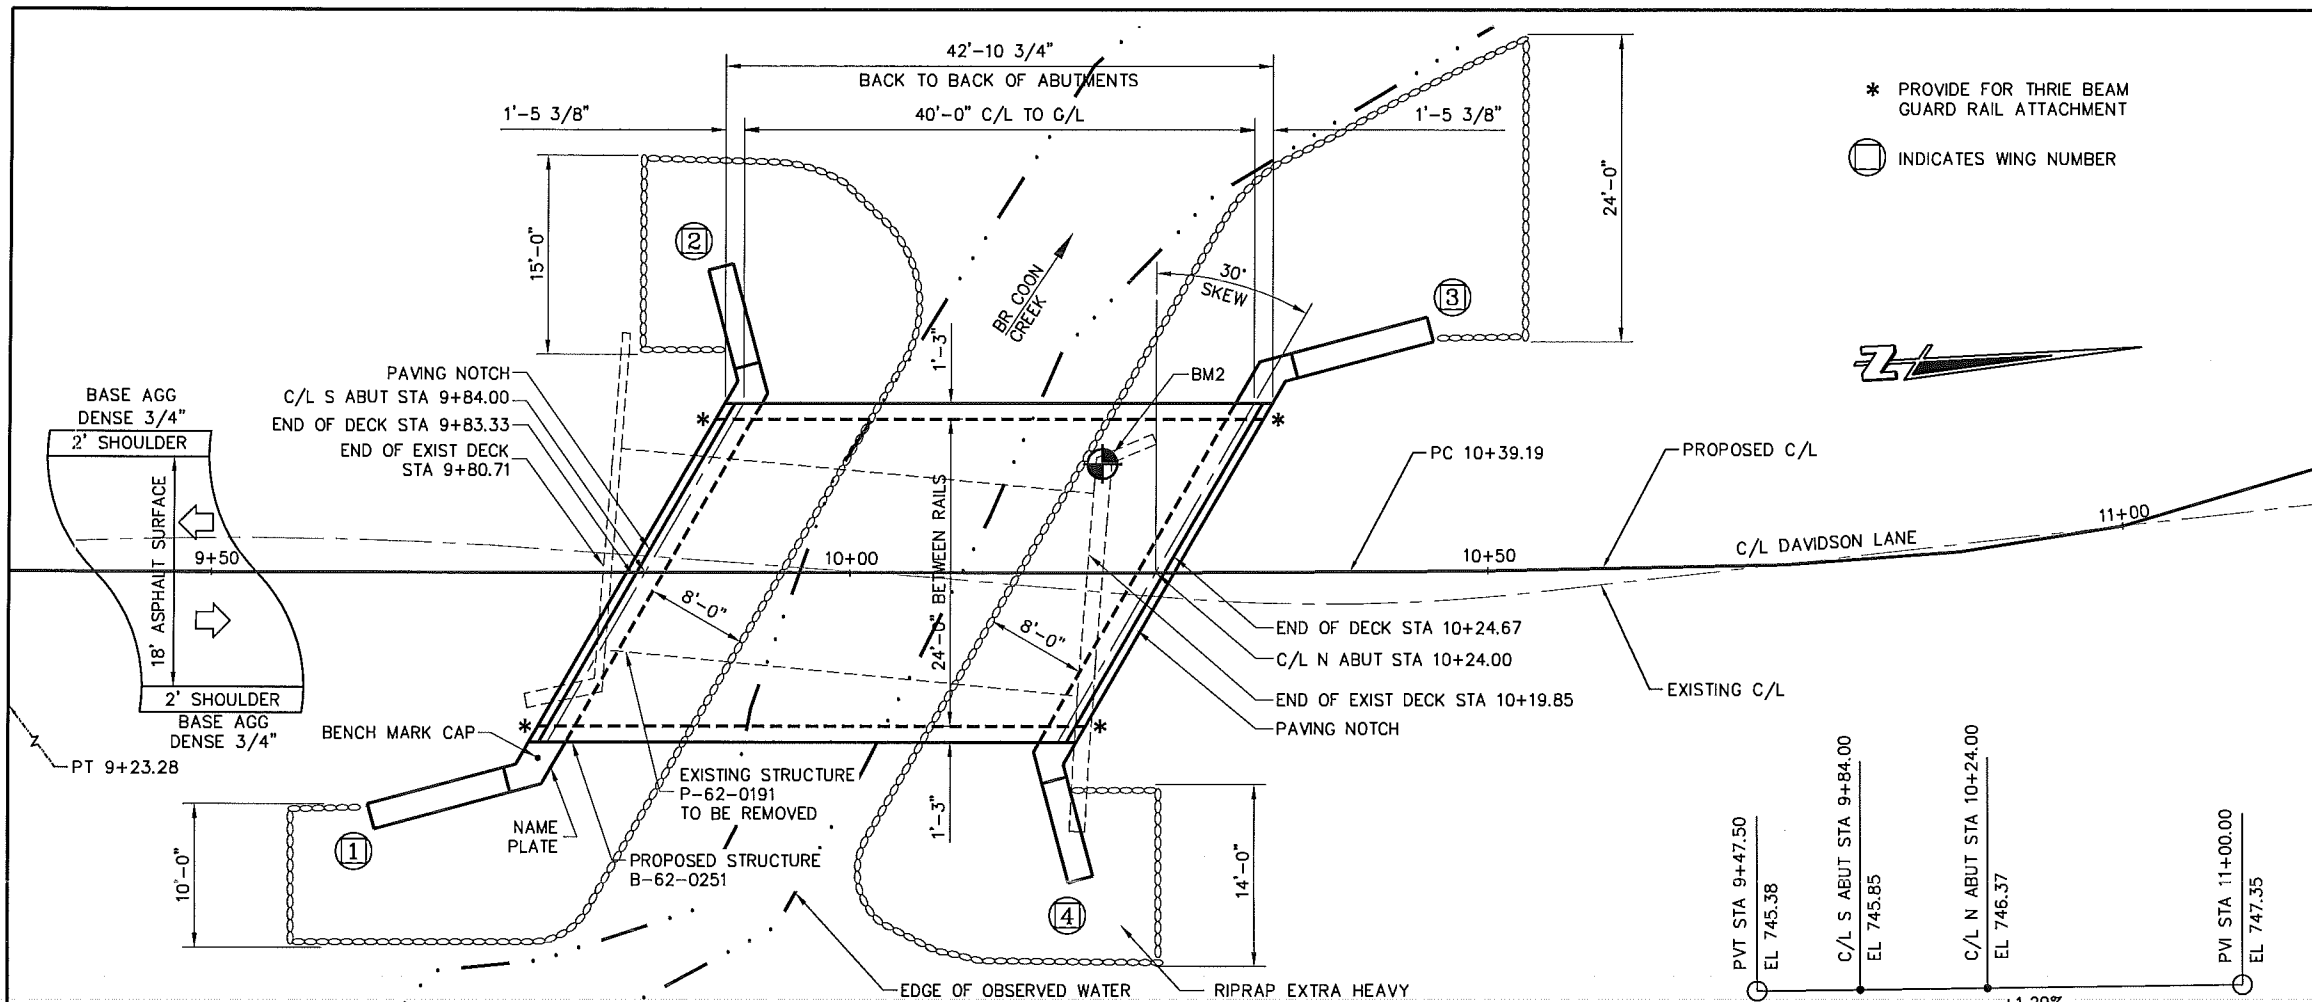 42'-10 3/4"
BACK TO BACK OF ABUTMENTS
1'-5 3/8"
40'-0" C/L TO C/L
1'-5 3/8"
* PROVIDE FOR THRIE BEAM
GUARD RAIL ATTACHMENT
INDICATES WING NUMBER
15'-0"
2
24'-0"
BR COON
CREEK
30°
SKEW
3
1'-3"
Z
PAVING NOTCH
C/L S ABUT STA 9+84.00
END OF DECK STA 9+83.33
END OF EXIST DECK
STA 9+80.71
BM2
BASE AGG
DENSE 3/4"
2' SHOULDER
18' ASPHALT SURFACE
2' SHOULDER
BASE AGG
DENSE 3/4"
*
*
PC 10+39.19
PROPOSED C/L
9+50
10+00
10+50
C/L DAVIDSON LANE
11+00
8'-0"
24'-0" BETWEEN RAILS
8'-0"
END OF DECK STA 10+24.67
C/L N ABUT STA 10+24.00
END OF EXIST DECK STA 10+19.85
PAVING NOTCH
EXISTING C/L
*
*
BENCH MARK CAP
PT 9+23.28
EXISTING STRUCTURE
P-62-0191
TO BE REMOVED
NAME
PLATE
PROPOSED STRUCTURE
B-62-0251
1'-3"
1
10'-0"
4
14'-0"
EDGE OF OBSERVED WATER
RIPRAP EXTRA HEAVY
PVT STA 9+47.50
EL 745.38
C/L S ABUT STA 9+84.00
EL 745.85
C/L N ABUT STA 10+24.00
EL 746.37
PVI STA 11+00.00
EL 747.35